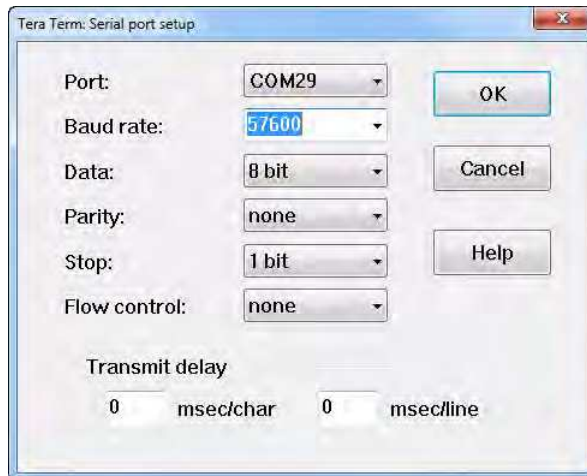 Tera Term: Serial port setup
Port: COM29 OK
Baud rate: 57600
Data: 8 bit Cancel
Parity: none
Stop: 1 bit Help
Flow control: none
Transmit delay
0 msec/char 0 msec/line